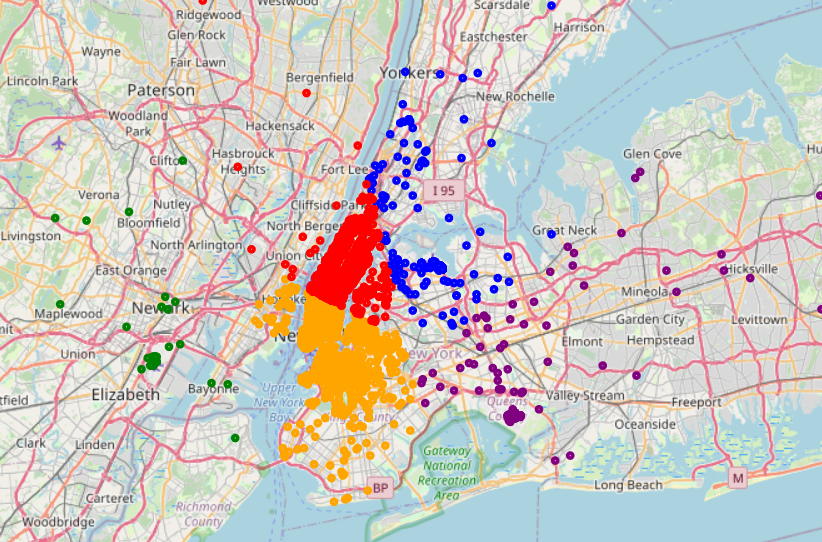 Westwood
Scarsdale
Ridgewood
Harrison
Glen Rock
Eastchester
Wayne
Fair Lawn
Yonkers
Lincoln Park
Bergenfield
Paterson
New Rochelle
Woodland
Park
Hackensack
Hasbrouck
Heights
Clifton
Fort Lee
Glen Cove
I 95
Verona
Nutley
Cliffside Park
Bloomfield
North Bergen
Great Neck
Livingston
North Arlington
Union City
East Orange
Hicksville
Mineola
Maplewood
Newark
Garden City
Levittown
Union
New York
Elmont
Hempstead
Elizabeth
Bayonne
Upper
New York
Bay
Queens
Valley Stream
Freeport
Oceanside
Clark
Linden
Gateway
National
Recreation
Area
BP
Long Beach
M
Carteret
Richmond
County
Woodbridge